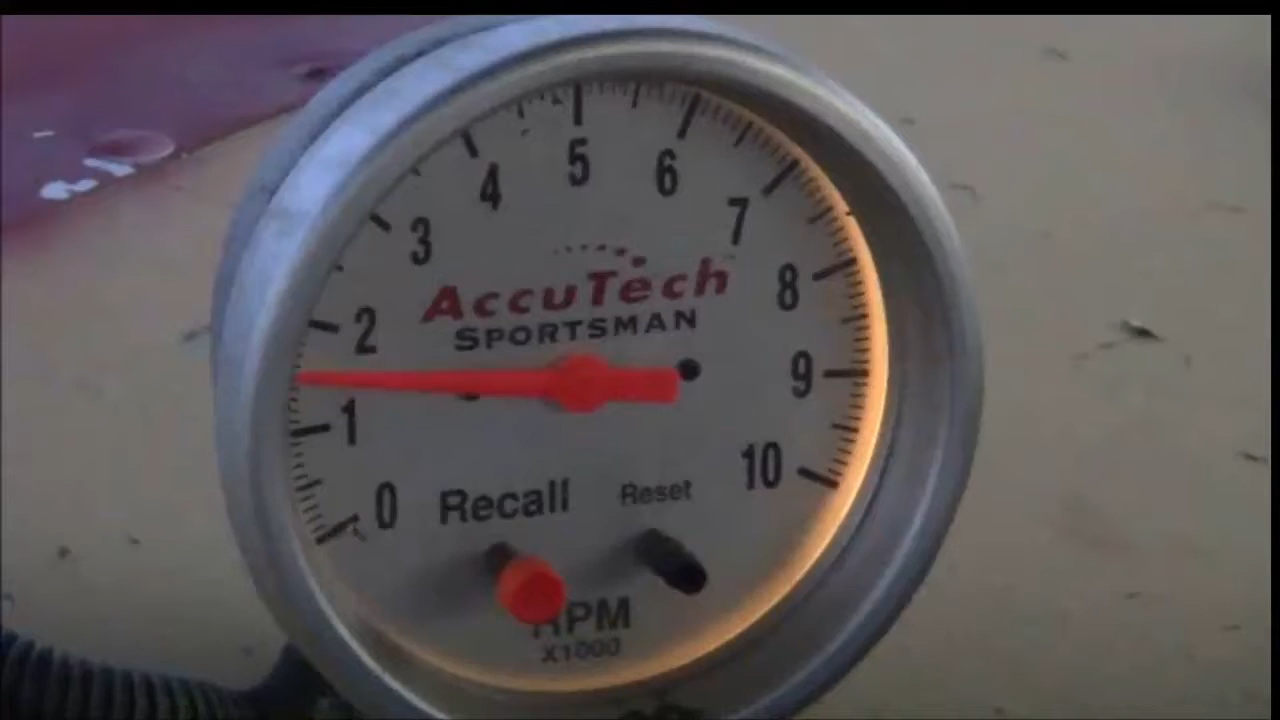 5
4 6
3 7
AccuTech
SPORTSMAN
2 8
1 9
0 10
Recall Reset
RPM
X1000